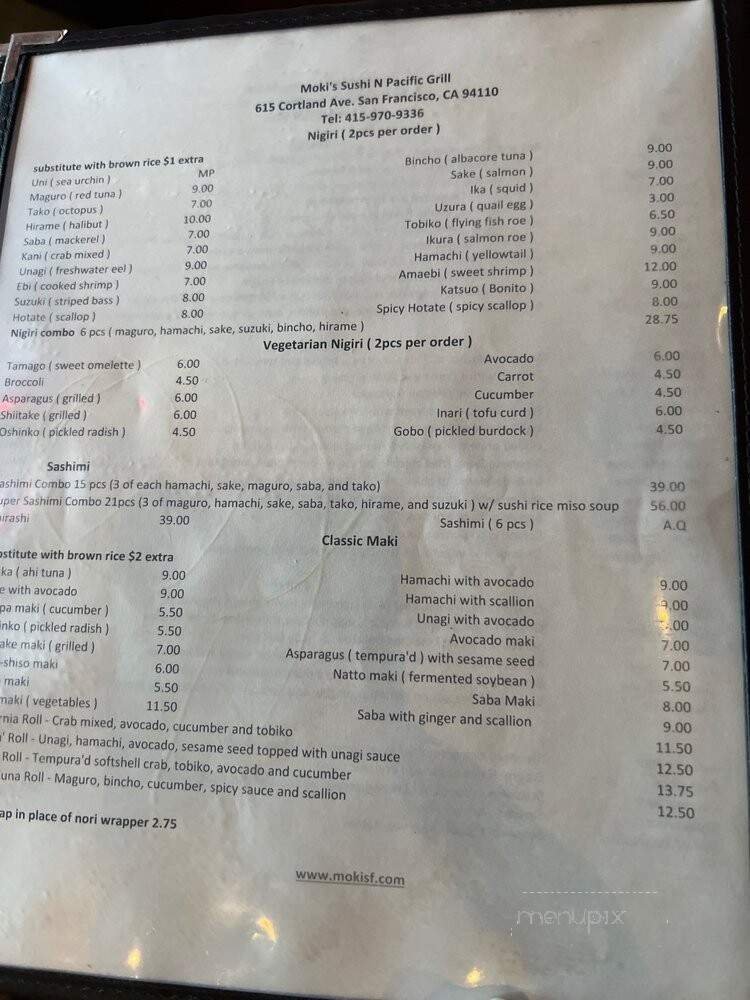 Moki's Sushi N Pacific Grill
615 Cortland Ave. San Francisco, CA 94110
Tel: 415-970-9336
Nigiri ( 2pcs per order )
substitute with brown rice $1 extra
Uni ( sea urchin ) MP Bincho ( albacore tuna ) 9.00
Maguro ( red tuna ) 9.00 Sake ( salmon ) 9.00
Tako ( octopus ) 7.00 Ika ( squid ) 7.00
Hirame ( halibut ) 10.00 Uzura ( quail egg ) 3.00
Saba ( mackerel ) 7.00 Tobiko ( flying fish roe ) 6.50
Kani ( crab mixed ) 7.00 Ikura ( salmon roe ) 9.00
Unagi ( freshwater eel ) 9.00 Hamachi ( yellowtail ) 9.00
Ebi ( cooked shrimp ) 7.00 Amaebi ( sweet shrimp ) 12.00
Suzuki ( striped bass ) 8.00 Katsuo ( Bonito ) 9.00
Hotate ( scallop ) 8.00 Spicy Hotate ( spicy scallop ) 8.00
Nigiri combo 6 pcs ( maguro, hamachi, sake, suzuki, bincho, hirame ) 28.75
Vegetarian Nigiri ( 2pcs per order )
Tamago ( sweet omelette ) 6.00 Avocado 6.00
Broccoli 4.50 Carrot 4.50
Asparagus ( grilled ) 6.00 Cucumber 4.50
Shiitake ( grilled ) 6.00 Inari ( tofu curd ) 6.00
Oshinko ( pickled radish ) 4.50 Gobo ( pickled burdock ) 4.50
Sashimi
ashimi Combo 15 pcs (3 of each hamachi, sake, maguro, saba, and tako) 39.00
uper Sashimi Combo 21pcs (3 of maguro, hamachi, sake, saba, tako, hirame, and suzuki ) w/ sushi rice miso soup 56.00
irashi 39.00 Sashimi ( 6 pcs ) A.Q
Classic Maki
bstitute with brown rice $2 extra
ka ( ahi tuna ) 9.00 Hamachi with avocado 9.00
e with avocado 9.00 Hamachi with scallion 9.00
pa maki ( cucumber ) 5.50 Unagi with avocado .00
inko ( pickled radish ) 5.50 Avocado maki 7.00
ake maki ( grilled ) 7.00 Asparagus ( tempura'd ) with sesame seed 7.00
-shiso maki 6.00 Natto maki ( fermented soybean ) 5.50
maki 5.50 Saba Maki 8.00
maki ( vegetables ) 11.50 Saba with ginger and scallion 9.00
rnia Roll - Crab mixed, avocado, cucumber and tobiko 11.50
' Roll - Unagi, hamachi, avocado, sesame seed topped with unagi sauce 12.50
Roll - Tempura'd softshell crab, tobiko, avocado and cucumber 13.75
una Roll - Maguro, bincho, cucumber, spicy sauce and scallion 12.50
ap in place of nori wrapper 2.75
www.mokisf.com
menupix